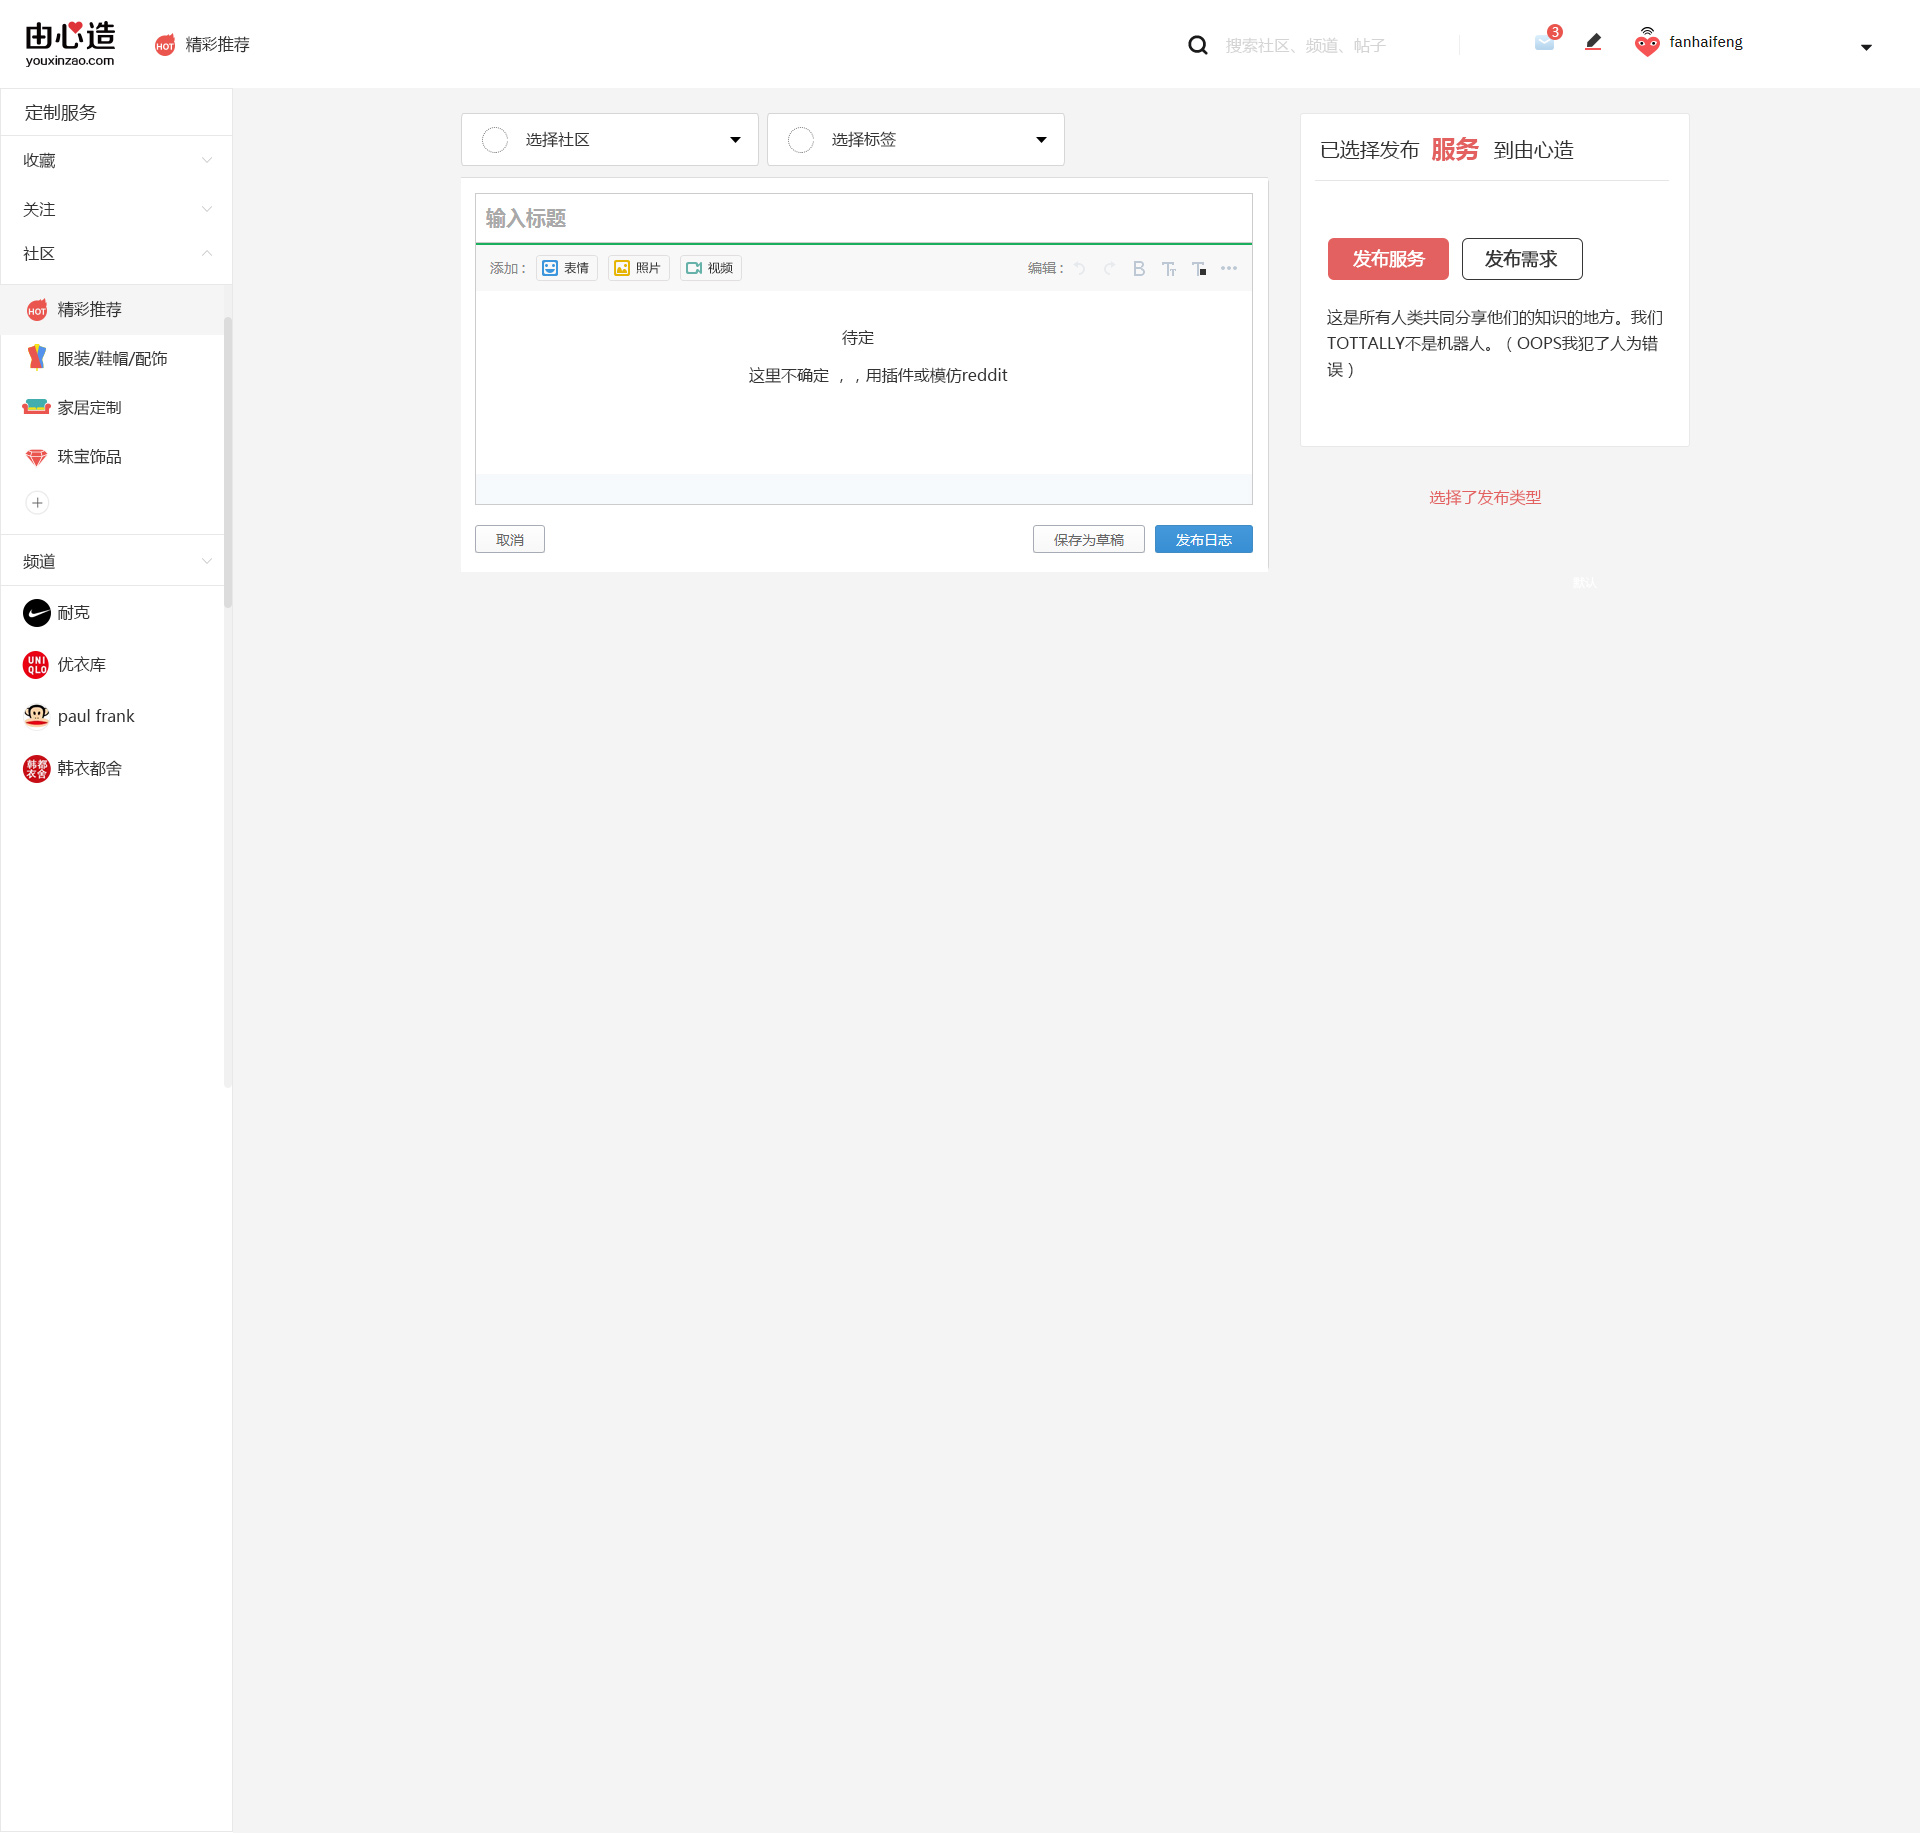 由心造
youxinzao.com
HOT 精彩推荐
搜索社区、频道、帖子
3
fanhaifeng
定制服务
收藏
关注
社区
HOT 精彩推荐
服装/鞋帽/配饰
家居定制
珠宝饰品
频道
耐克
UNI QLO 优衣库
paul frank
韩都衣舍 韩衣都舍
选择社区
选择标签
输入标题
添加： 表情 照片 视频 编辑：
待定
这里不确定 ，，用插件或模仿reddit
取消 保存为草稿 发布日志
已选择发布 服务 到由心造
发布服务 发布需求
这是所有人类共同分享他们的知识的地方。我们
TOTTALLY不是机器人。（OOPS我犯了人为错
误）
选择了发布类型
默认